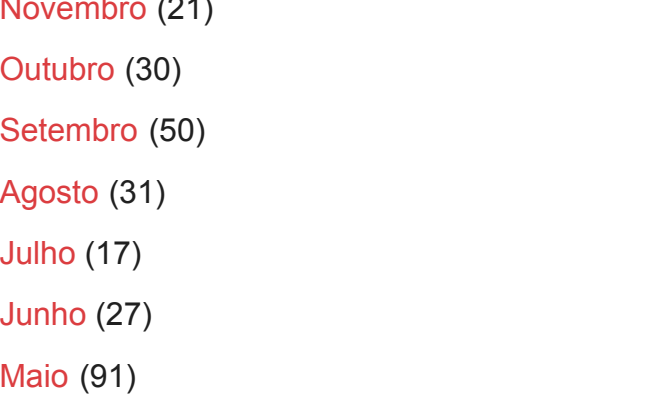 Novembro (21)
Outubro (30)
Setembro (50)
Agosto (31)
Julho (17)
Junho (27)
Maio (91)